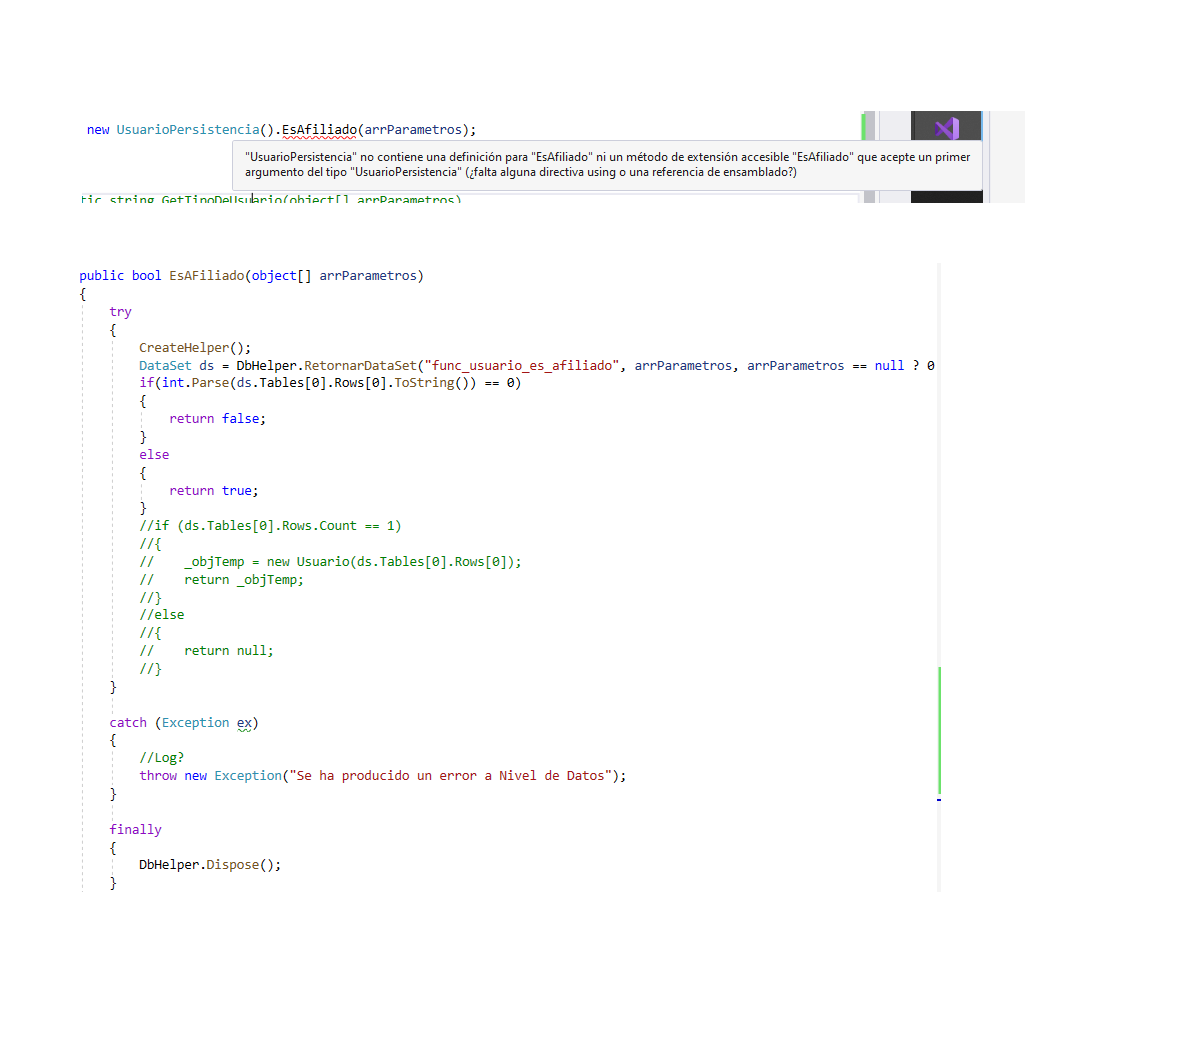 new UsuarioPersistencia().EsAfiliado(arrParametros);
"UsuarioPersistencia" no contiene una definición para "EsAfiliado" ni un método de extensión accesible "EsAfiliado" que acepte un primer
argumento del tipo "UsuarioPersistencia" (¿falta alguna directiva using o una referencia de ensamblado?)
tic string GetTipoDeUsuario(object[] arrParametros)
public bool EsAFiliado(object[] arrParametros)
{
try
{
CreateHelper();
DataSet ds = DbHelper.RetornarDataSet("func_usuario_es_afiliado", arrParametros, arrParametros == null ? 0
if(int.Parse(ds.Tables[0].Rows[0].ToString()) == 0)
{
return false;
}
else
{
return true;
}
//if (ds.Tables[0].Rows.Count == 1)
//{
//    _objTemp = new Usuario(ds.Tables[0].Rows[0]);
//    return _objTemp;
//}
//else
//{
//    return null;
//}
}
catch (Exception ex)
{
//Log?
throw new Exception("Se ha producido un error a Nivel de Datos");
}
finally
{
DbHelper.Dispose();
}